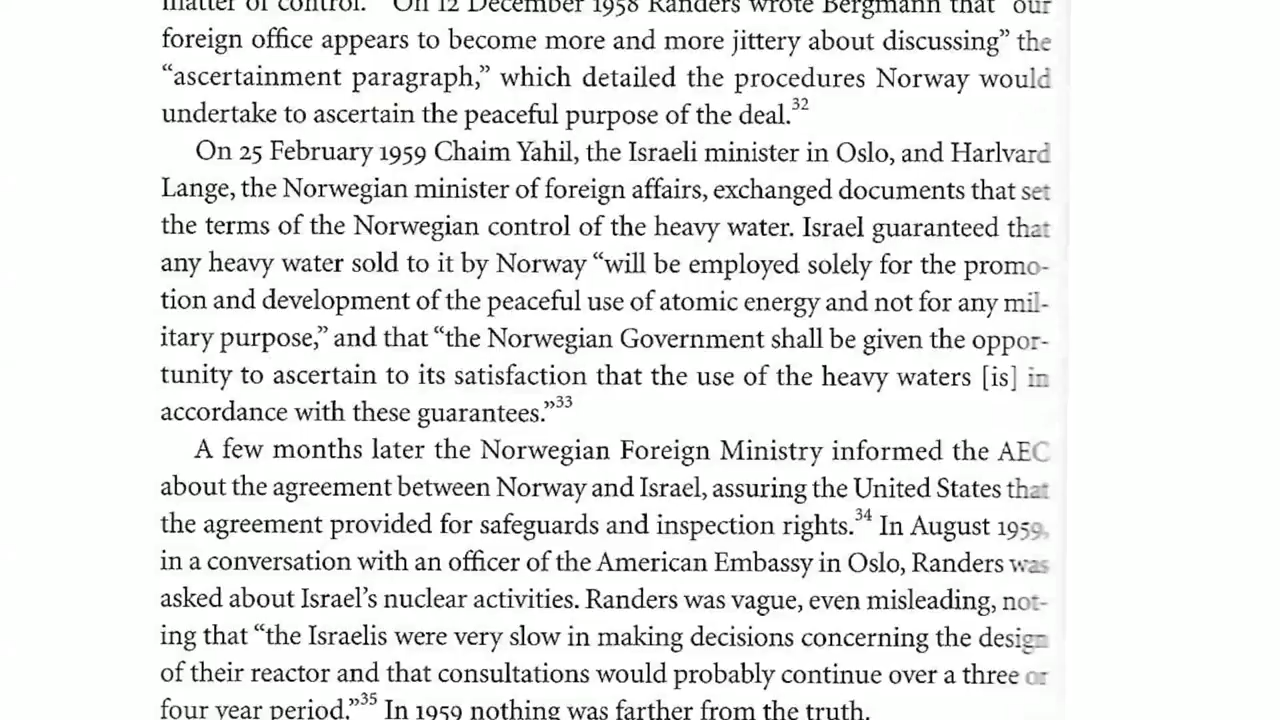 matter of control.” On 12 December 1958 Randers wrote Bergmann that “our
foreign office appears to become more and more jittery about discussing” the
“ascertainment paragraph,” which detailed the procedures Norway would
undertake to ascertain the peaceful purpose of the deal.32
On 25 February 1959 Chaim Yahil, the Israeli minister in Oslo, and Harlvard
Lange, the Norwegian minister of foreign affairs, exchanged documents that set
the terms of the Norwegian control of the heavy water. Israel guaranteed that
any heavy water sold to it by Norway “will be employed solely for the promo-
tion and development of the peaceful use of atomic energy and not for any mil-
itary purpose,” and that “the Norwegian Government shall be given the oppor-
tunity to ascertain to its satisfaction that the use of the heavy waters [is] in
accordance with these guarantees.”33
A few months later the Norwegian Foreign Ministry informed the AEC
about the agreement between Norway and Israel, assuring the United States that
the agreement provided for safeguards and inspection rights.34 In August 1959,
in a conversation with an officer of the American Embassy in Oslo, Randers was
asked about Israel’s nuclear activities. Randers was vague, even misleading, not-
ing that “the Israelis were very slow in making decisions concerning the design
of their reactor and that consultations would probably continue over a three or
four year period.”35 In 1959 nothing was farther from the truth.